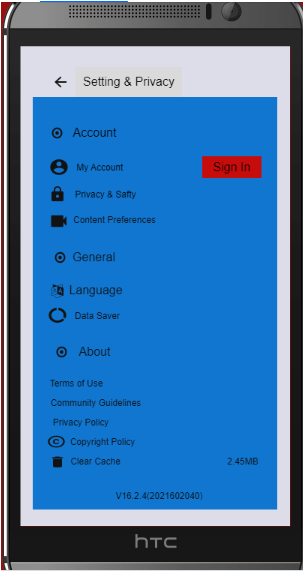 Setting & Privacy
Account
My Account
Sign In
Privacy & Safty
Content Preferences
General
Language
Data Saver
About
Terms of Use
Community Guidelines
Privacy Policy
© Copyright Policy
Clear Cache 2.45MB
V16.2.4(2021602040)
hTC